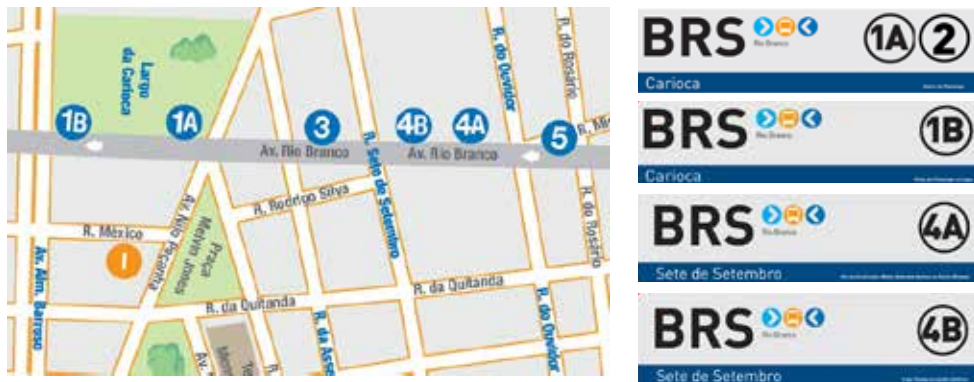 Largo
da Carioca
R. do Ouvidor
R. do Rosário
1B
1A
3
4B
4A
5
Av. Rio Branco
Av. Rio Branco
R. Sete de Setembro
R. Rodrigo Silva
R. México
I
Av. Nilo Peçanha
Praça
Melvin Jones
R. do Rosário
Av. Alm. Barroso
R. da Quitanda
R. da Quitanda
R. do Ouvidor
BRS
Rio Branco
1A 2
Carioca
BRS
Rio Branco
1B
Carioca
BRS
Rio Branco
4A
Sete de Setembro
BRS
Rio Branco
4B
Sete de Setembro